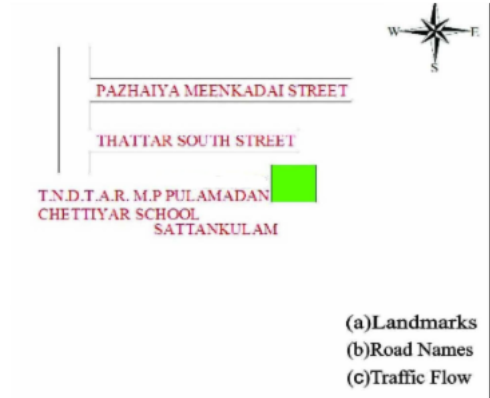 W E
S
PAZHAIYA MEENKADAI STREET
THATTAR SOUTH STREET
T.N.D.T.A.R. M.P PULAMADAN
CHETTIYAR SCHOOL
SATTANKULAM
(a)Landmarks
(b)Road Names
(c)Traffic Flow